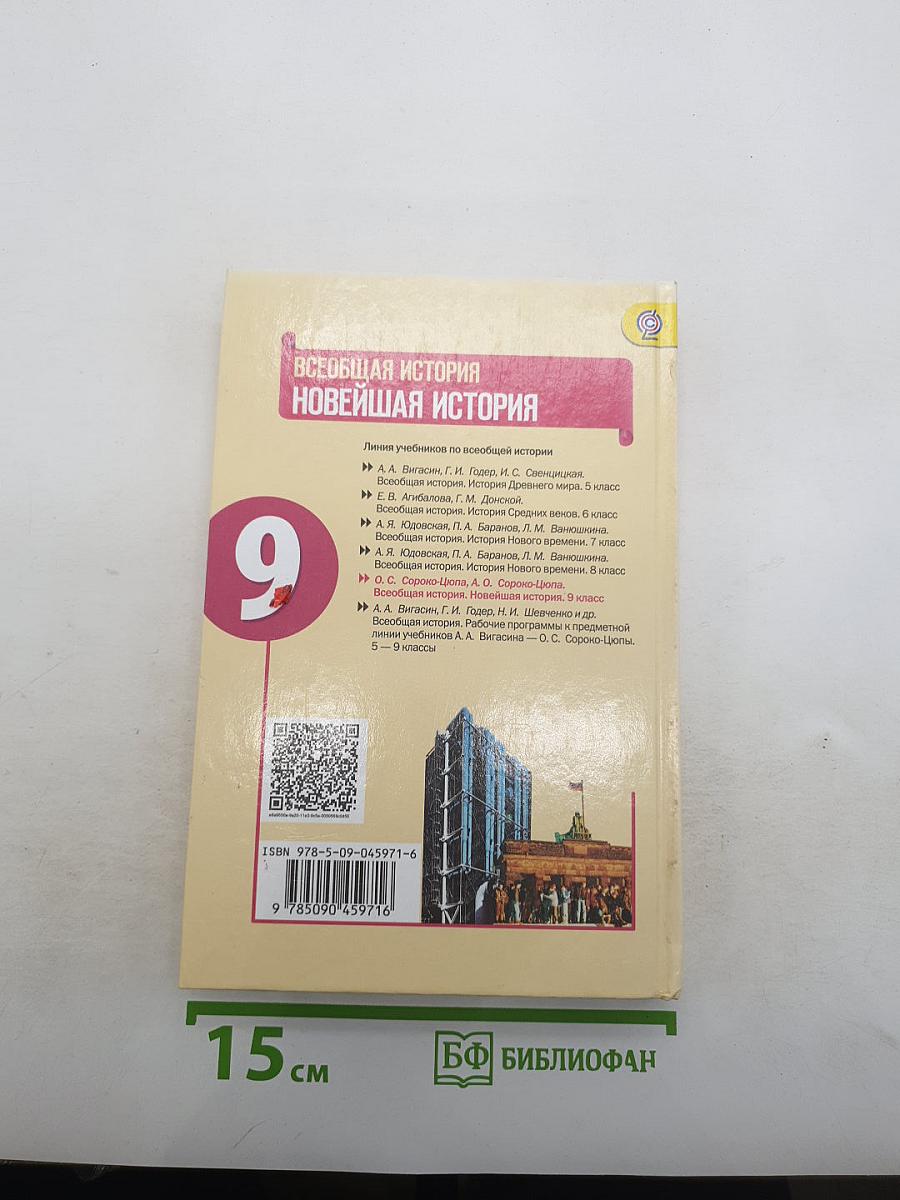 ВСЕОБЩАЯ ИСТОРИЯ
НОВЕЙШАЯ ИСТОРИЯ
Линия учебников по всеобщей истории
А. А. Вигасин, Г. И. Годер, И. С. Свенцицкая.
Всеобщая история. История Древнего мира. 5 класс
Е. В. Агибалова, Г. М. Донской.
Всеобщая история. История Средних веков. 6 класс
А. Я. Юдовская, П. А. Баранов, Л. М. Ванюшкина.
Всеобщая история. История Нового времени. 7 класс
А. Я. Юдовская, П. А. Баранов, Л. М. Ванюшкина.
Всеобщая история. История Нового времени. 8 класс
О. С. Сороко-Цюпа, А. О. Сороко-Цюпа.
Всеобщая история. Новейшая история. 9 класс
А. А. Вигасин, Г. И. Годер, Н. И. Шевченко и др.
Всеобщая история. Рабочие программы к предметной
линии учебников А. А. Вигасина — О. С. Сороко-Цюпы.
5 — 9 классы
9
ISBN 978-5-09-045971-6
9 785090 459716
15 см
БФ БИБЛИОФАН